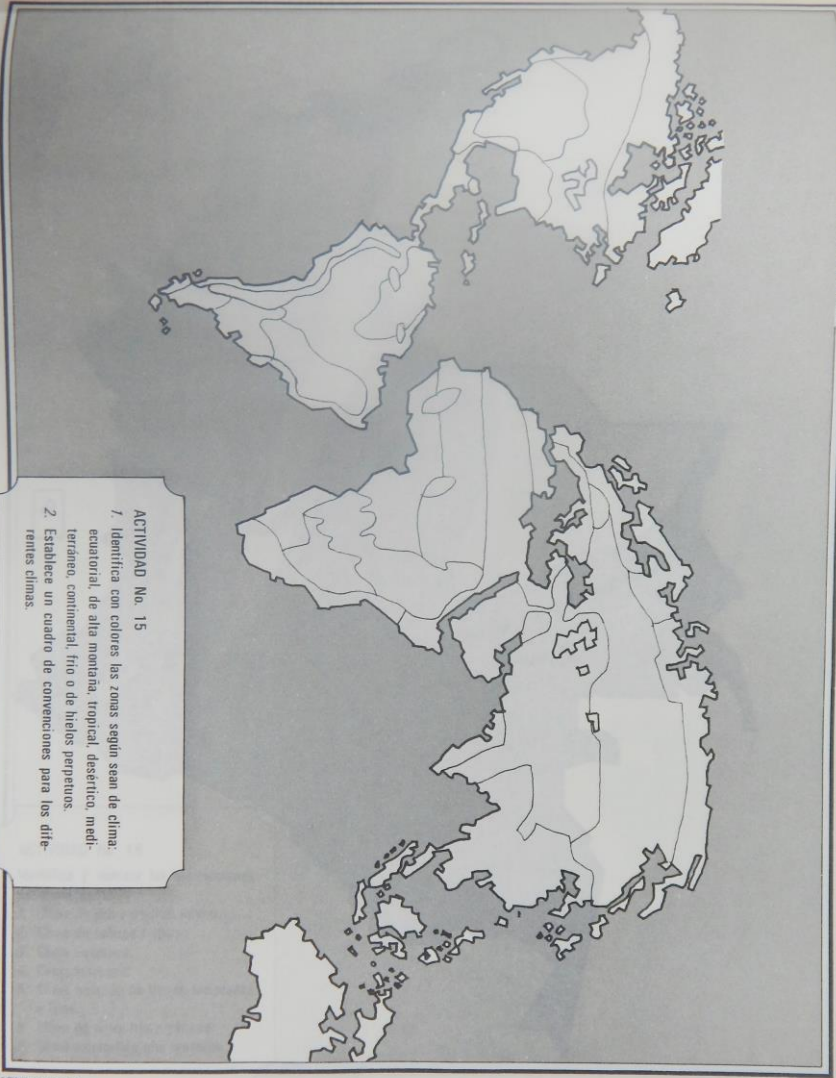 ACTIVIDAD No. 15
1. Identifica con colores las zonas según sean de clima:
ecuatorial, de alta montaña, tropical, desértico, medi-
terráneo, continental, frío o de hielos perpetuos.
2. Establece un cuadro de convenciones para los dife-
rentes climas.